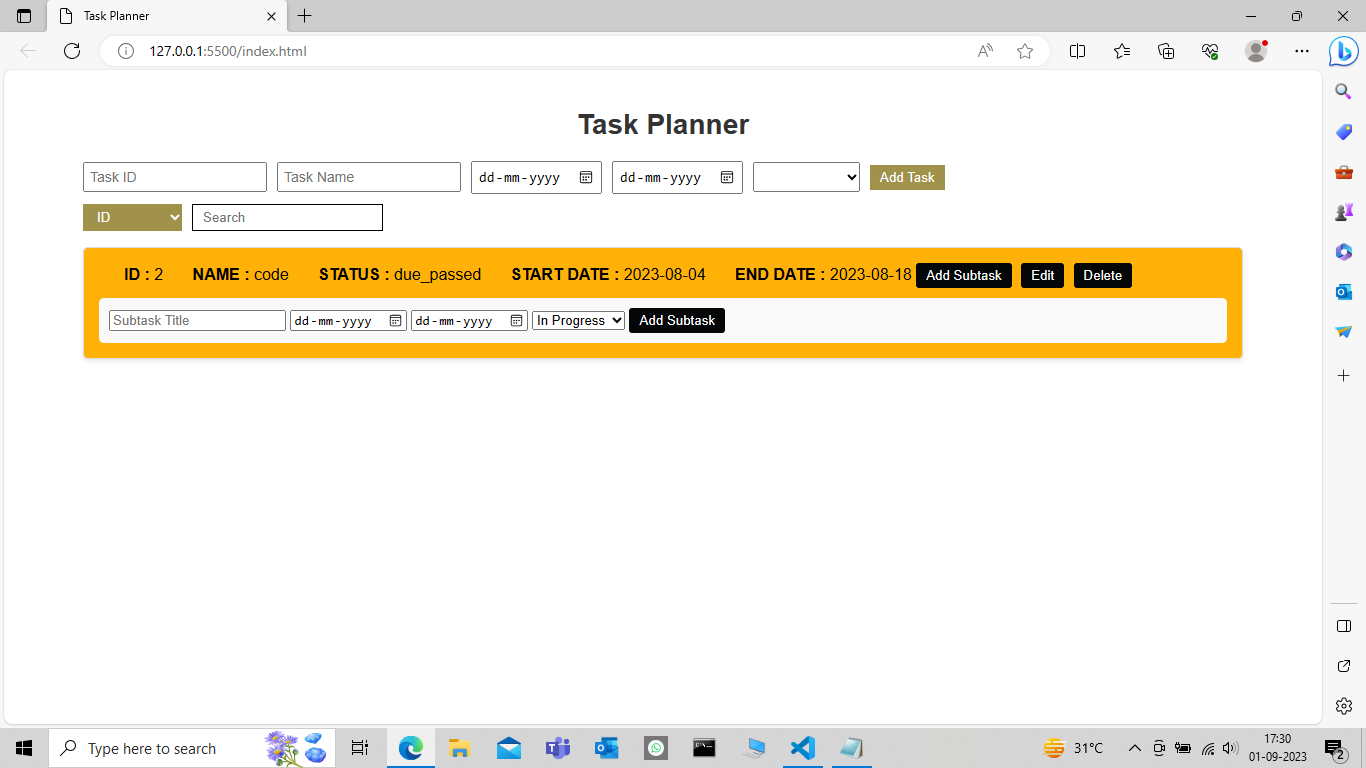 Task Planner
127.0.0.1:5500/index.html
Task Planner
Task ID Task Name dd-mm-yyyy dd-mm-yyyy Add Task
ID Search
ID : 2 NAME : code STATUS : due_passed START DATE : 2023-08-04 END DATE : 2023-08-18 Add Subtask Edit Delete
Subtask Title dd-mm-yyyy dd-mm-yyyy In Progress Add Subtask
Type here to search 31°C 17:30
01-09-2023 2